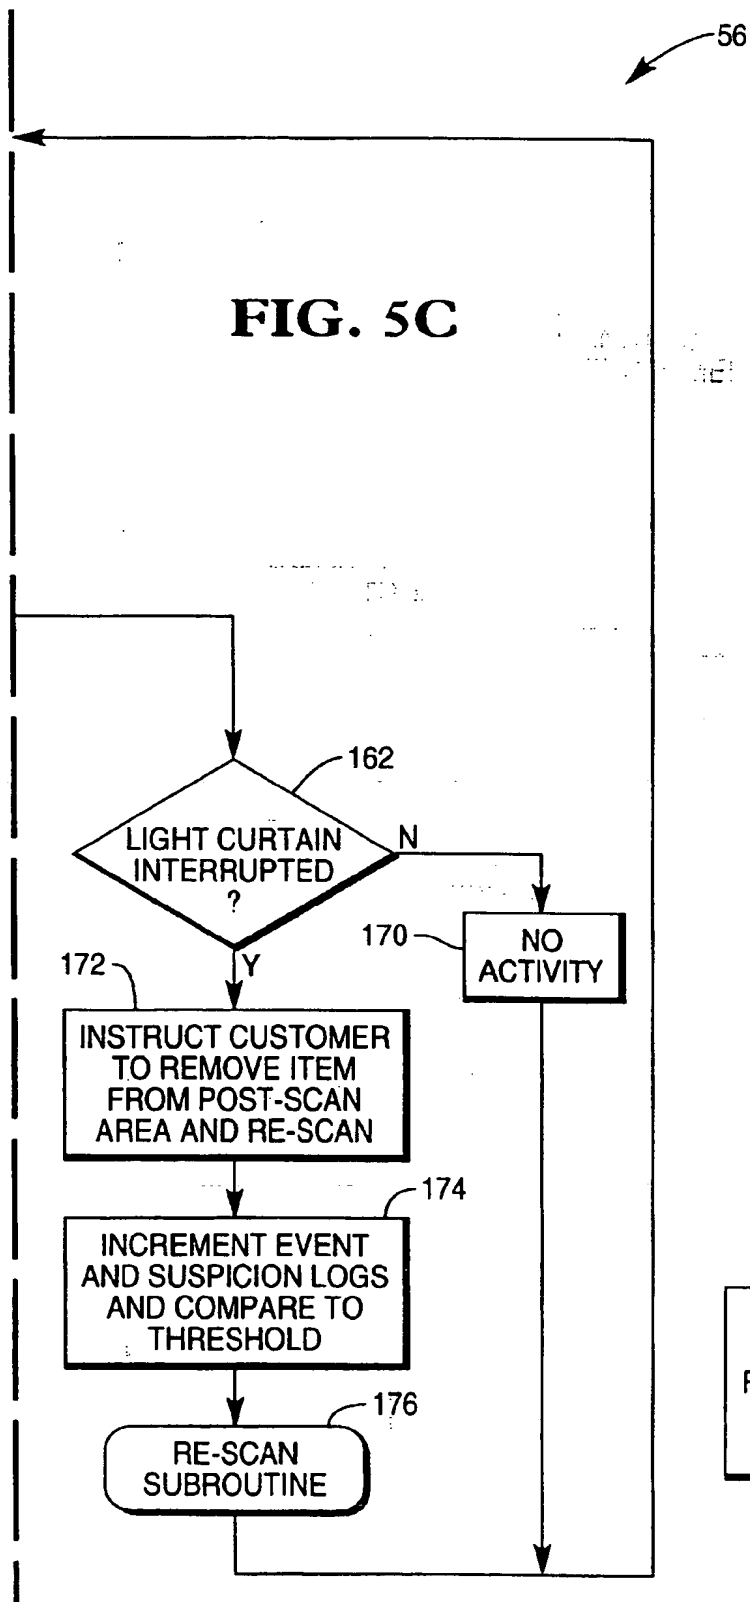 56
FIG. 5C
162
LIGHT CURTAIN
INTERRUPTED
?
N
Y
170
NO
ACTIVITY
172
INSTRUCT CUSTOMER
TO REMOVE ITEM
FROM POST-SCAN
AREA AND RE-SCAN
174
INCREMENT EVENT
AND SUSPICION LOGS
AND COMPARE TO
THRESHOLD
176
RE-SCAN
SUBROUTINE